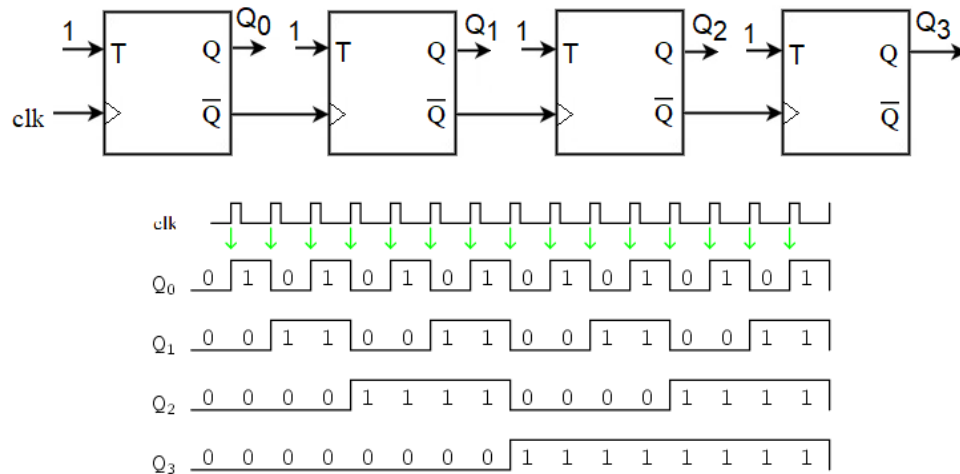 1 Q0 1 Q1 1 Q2 1 Q3
T Q T Q T Q T Q
clk Q̅ Q̅ Q̅ Q̅
clk
Q0 0 1 0 1 0 1 0 1 0 1 0 1 0 1 0 1
Q1 0 0 1 1 0 0 1 1 0 0 1 1 0 0 1 1
Q2 0 0 0 0 1 1 1 1 0 0 0 0 1 1 1 1
Q3 0 0 0 0 0 0 0 0 1 1 1 1 1 1 1 1